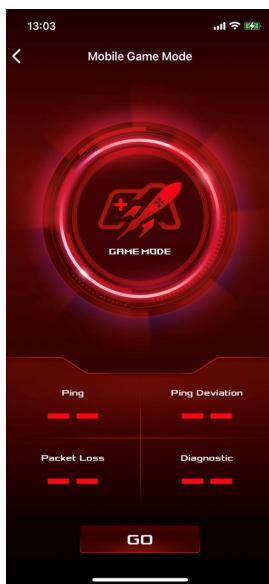 13:03
Mobile Game Mode
GAME MODE
Ping
Ping Deviation
-- --
-- --
Packet Loss
Diagnostic
-- --
-- --
GO